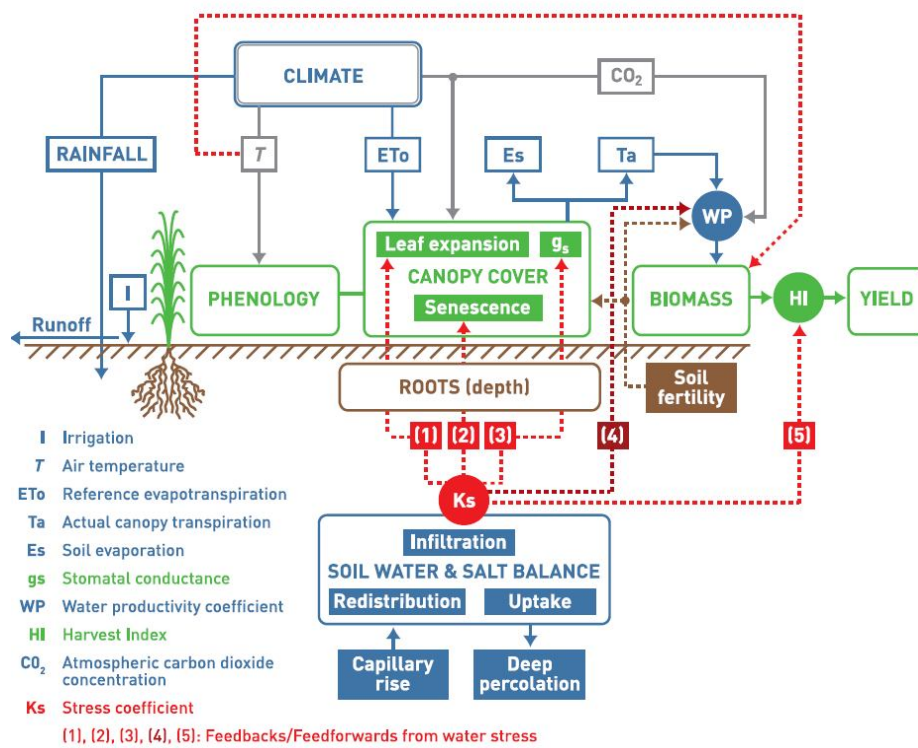 CLIMATE
CO₂
RAINFALL
T
ETo
Es
Ta
WP
Leaf expansion
gs
CANOPY COVER
Senescence
PHENOLOGY
I
BIOMASS
HI
YIELD
Runoff
ROOTS (depth)
Soil
fertility
(1)
(2)
(3)
(4)
(5)
Ks
Infiltration
SOIL WATER & SALT BALANCE
Redistribution
Uptake
Capillary
rise
Deep
percolation
I Irrigation
T Air temperature
ETo Reference evapotranspiration
Ta Actual canopy transpiration
Es Soil evaporation
gs Stomatal conductance
WP Water productivity coefficient
HI Harvest Index
CO₂ Atmospheric carbon dioxide
concentration
Ks Stress coefficient
(1), (2), (3), (4), (5): Feedbacks/Feedforwards from water stress